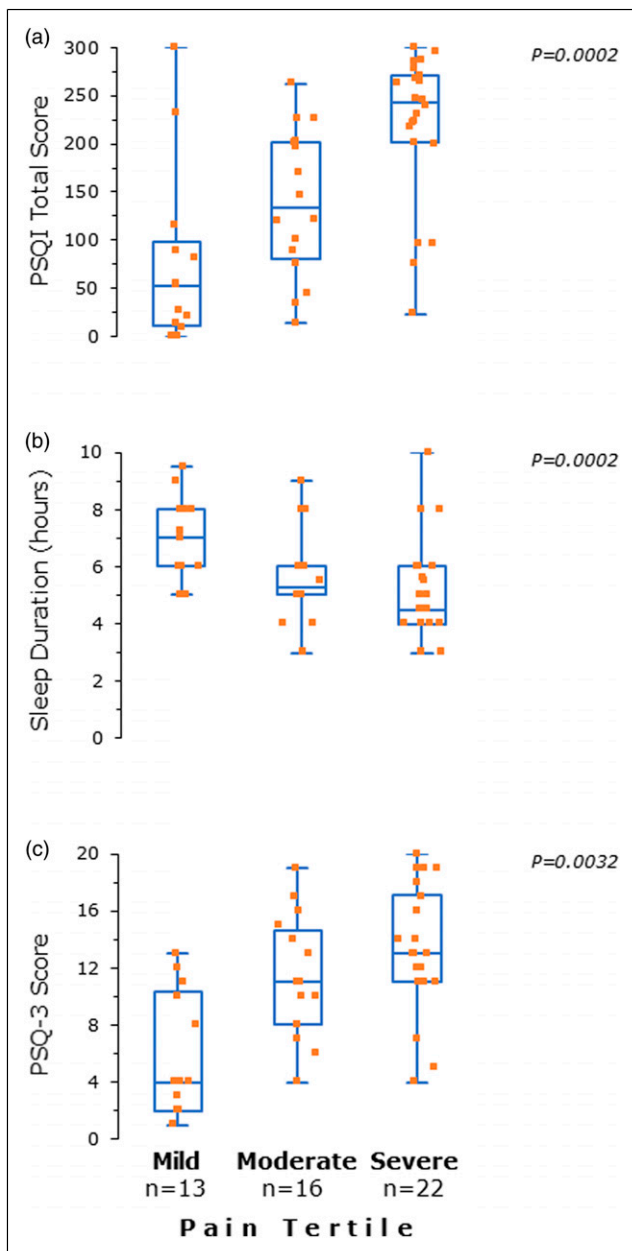 (a)
P=0.0002
PSQI Total Score
300
250
200
150
100
50
0
(b)
P=0.0002
Sleep Duration (hours)
10
8
6
4
2
0
(c)
P=0.0032
PSQ-3 Score
20
16
12
8
4
0
Mild Moderate Severe
n=13 n=16 n=22
Pain Tertile